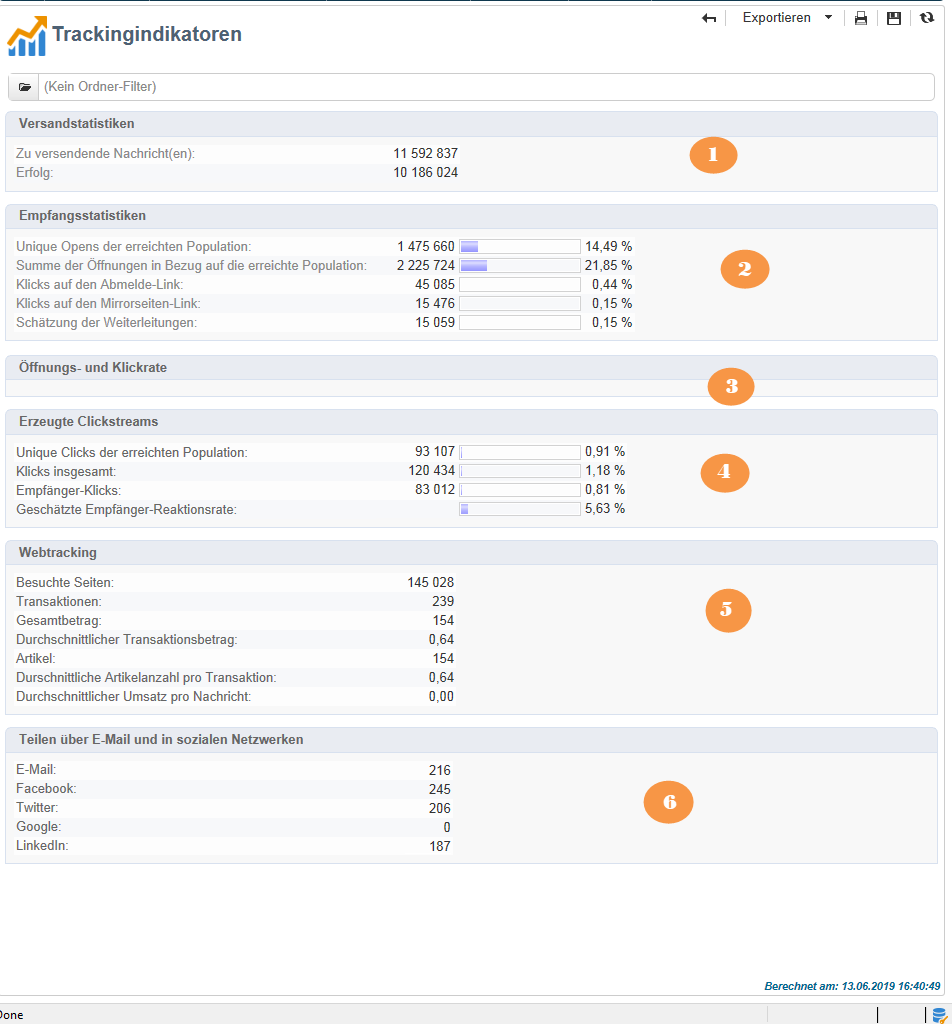 Exportieren
Trackingindikatoren
(Kein Ordner-Filter)
Versandstatistiken
Zu versendende Nachricht(en): 11 592 837
Erfolg: 10 186 024
1
Empfangsstatistiken
Unique Opens der erreichten Population: 1 475 660 14,49 %
Summe der Öffnungen in Bezug auf die erreichte Population: 2 225 724 21,85 %
Klicks auf den Abmelde-Link: 45 085 0,44 %
Klicks auf den Mirrorseiten-Link: 15 476 0,15 %
Schätzung der Weiterleitungen: 15 059 0,15 %
2
Öffnungs- und Klickrate
3
Erzeugte Clickstreams
Unique Clicks der erreichten Population: 93 107 0,91 %
Klicks insgesamt: 120 434 1,18 %
Empfänger-Klicks: 83 012 0,81 %
Geschätzte Empfänger-Reaktionsrate: 5,63 %
4
Webtracking
Besuchte Seiten: 145 028
Transaktionen: 239
Gesamtbetrag: 154
Durchschnittlicher Transaktionsbetrag: 0,64
Artikel: 154
Durschnittliche Artikelanzahl pro Transaktion: 0,64
Durchschnittlicher Umsatz pro Nachricht: 0,00
5
Teilen über E-Mail und in sozialen Netzwerken
E-Mail: 216
Facebook: 245
Twitter: 206
Google: 0
LinkedIn: 187
6
Berechnet am: 13.06.2019 16:40:49
Done